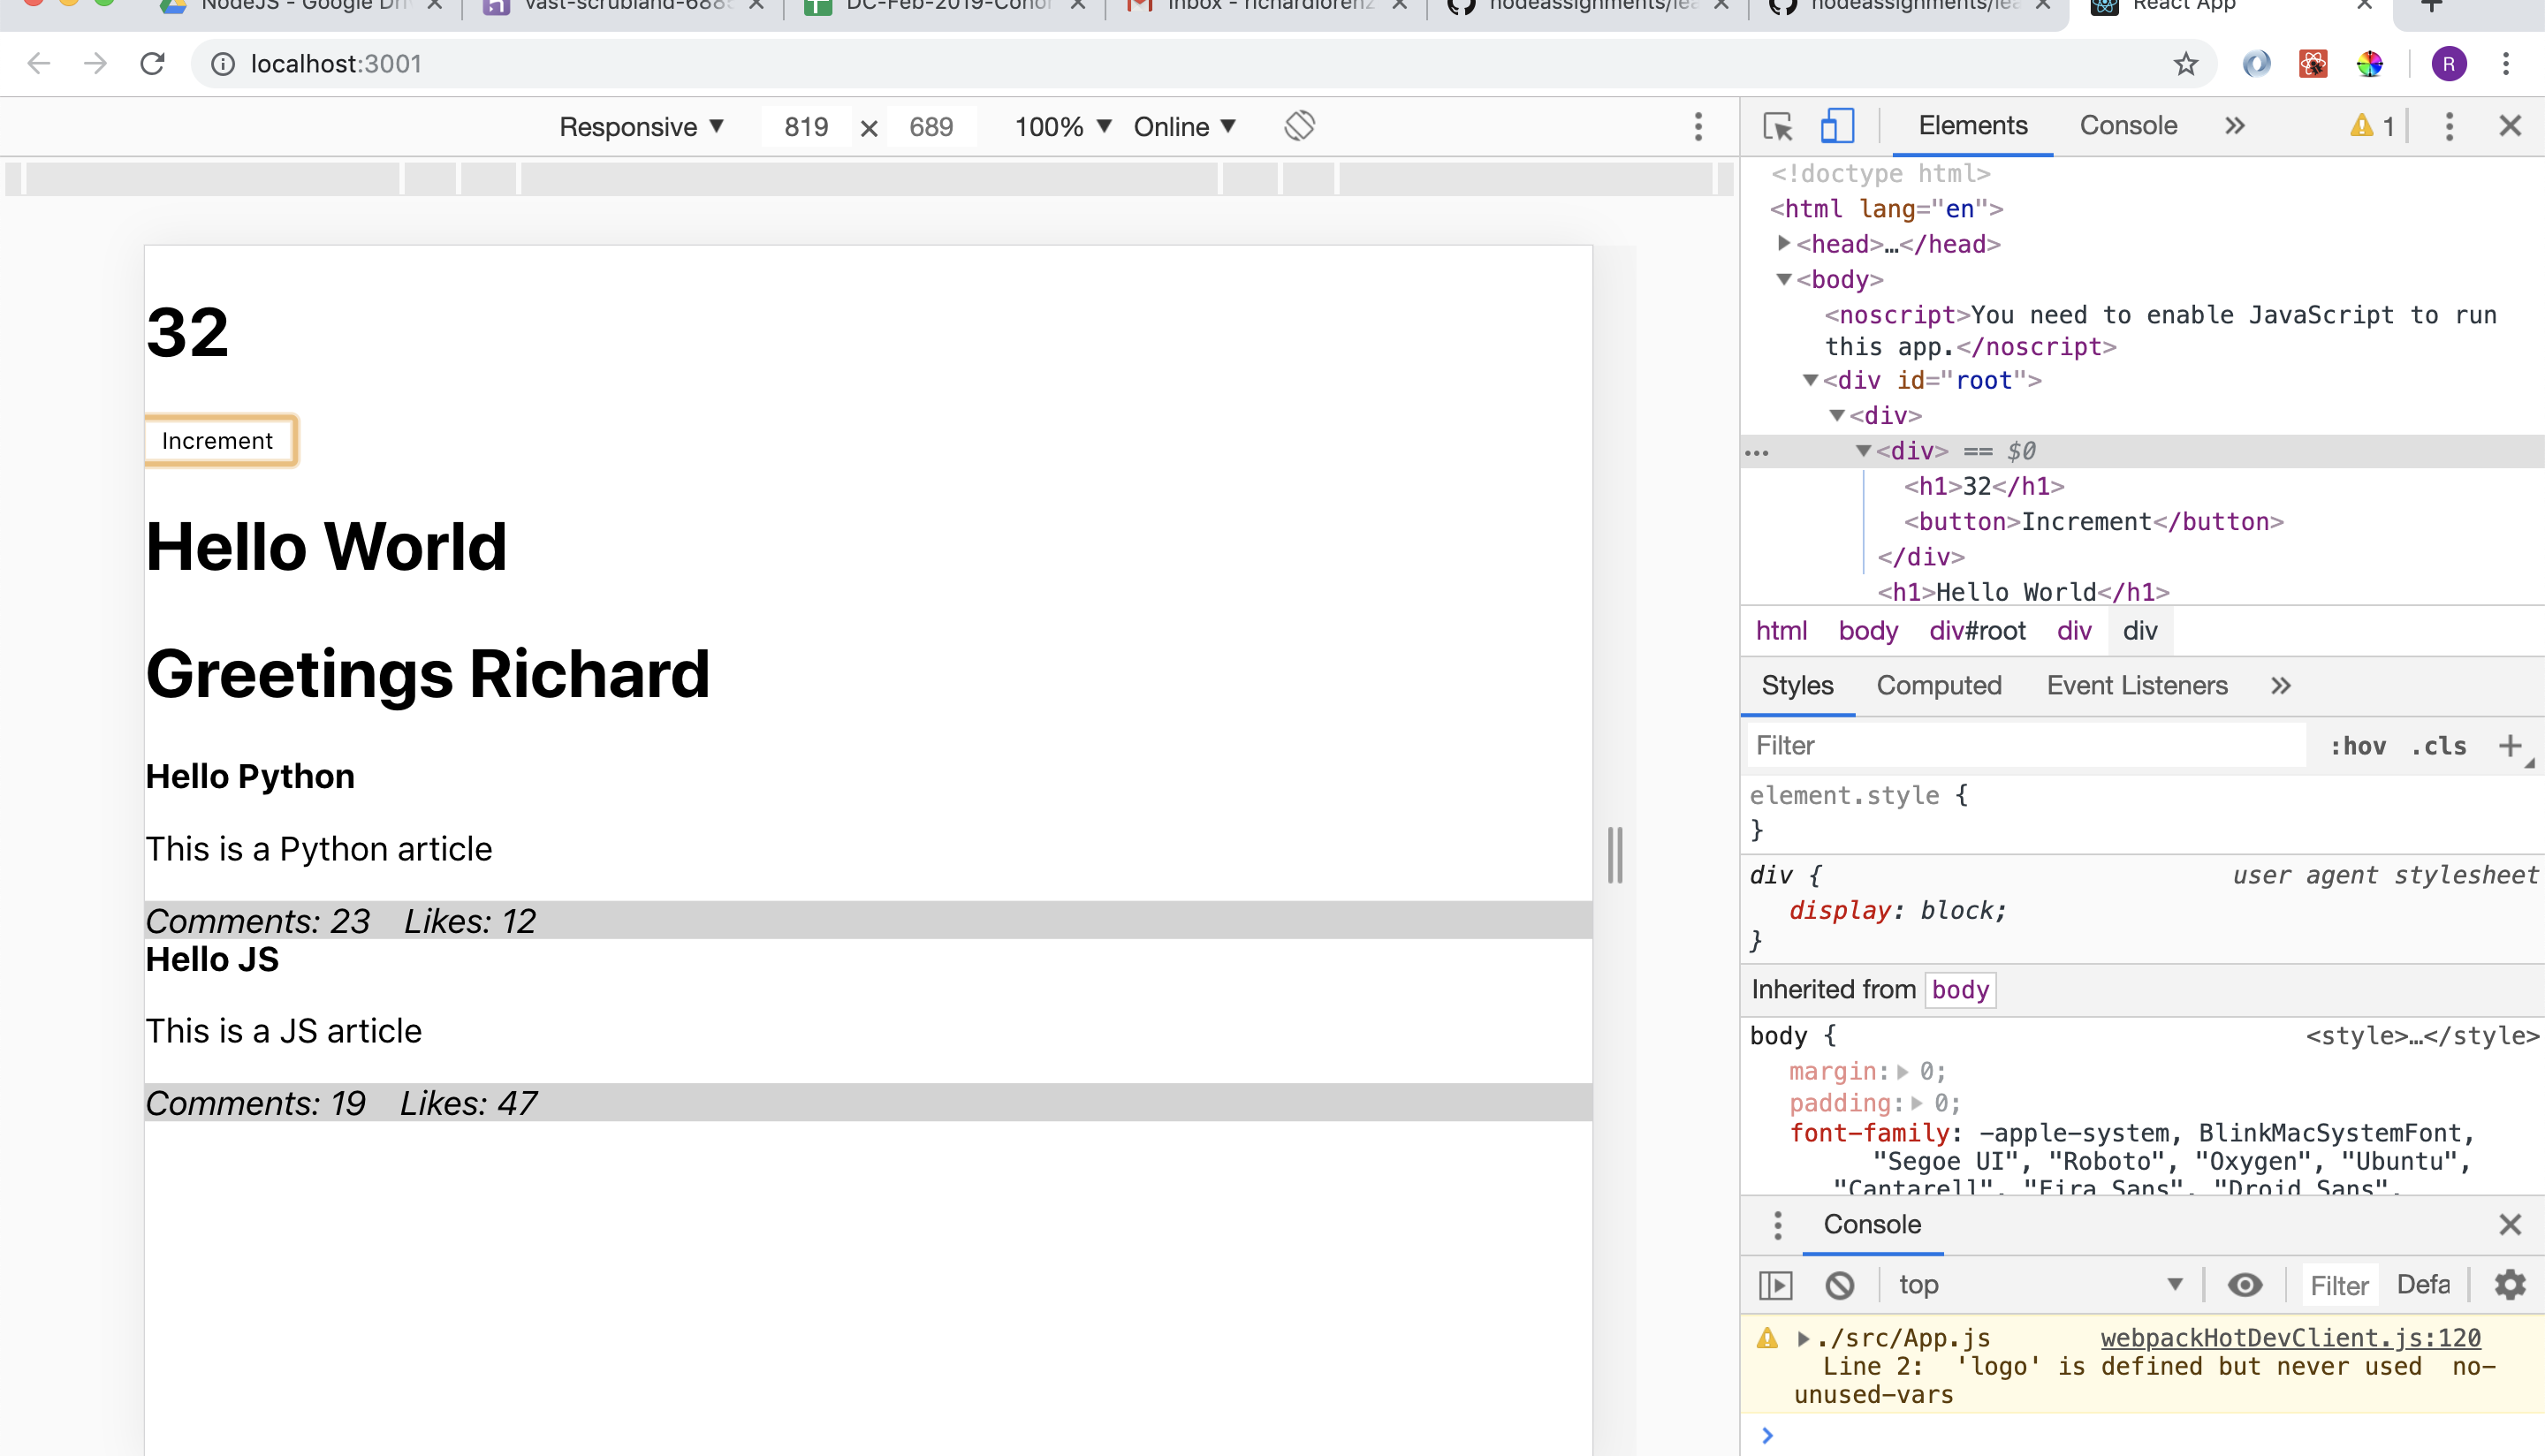 NodeJS - Google Dri
vast-scrubland-688
DC-Feb-2019-Cohor
Inbox - richardlorenz
nodeassignments/lea
nodeassignments/lea
React App
localhost:3001
R
Responsive ▼ 819 × 689 100% ▼ Online ▼
Elements Console » 1
<!doctype html>
<html lang="en">
<head>…</head>
<body>
<noscript>You need to enable JavaScript to run
this app.</noscript>
<div id="root">
<div>
… <div> == $0
<h1>32</h1>
<button>Increment</button>
</div>
<h1>Hello World</h1>
html body div#root div div
Styles Computed Event Listeners »
Filter :hov .cls +
element.style {
}
div { user agent stylesheet
display: block;
}
Inherited from body
body { <style>…</style>
margin: 0;
padding: 0;
font-family: -apple-system, BlinkMacSystemFont,
"Segoe UI", "Roboto", "Oxygen", "Ubuntu",
"Cantarell", "Fira Sans", "Droid Sans",
Console
top Filter Defa
./src/App.js webpackHotDevClient.js:120
Line 2: 'logo' is defined but never used no-
unused-vars
32
Increment
Hello World
Greetings Richard
Hello Python
This is a Python article
Comments: 23 Likes: 12
Hello JS
This is a JS article
Comments: 19 Likes: 47